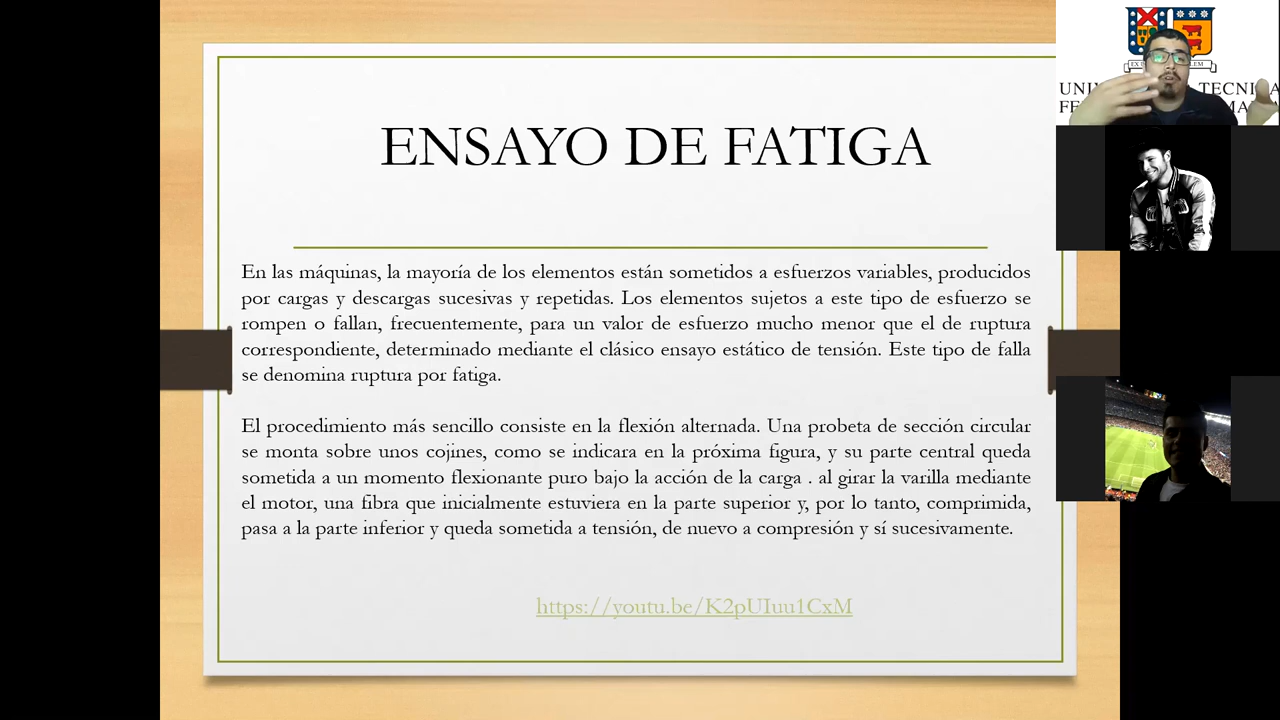 ENSAYO DE FATIGA
En las máquinas, la mayoría de los elementos están sometidos a esfuerzos variables, producidos
por cargas y descargas sucesivas y repetidas. Los elementos sujetos a este tipo de esfuerzo se
rompen o fallan, frecuentemente, para un valor de esfuerzo mucho menor que el de ruptura
correspondiente, determinado mediante el clásico ensayo estático de tensión. Este tipo de falla
se denomina ruptura por fatiga.
El procedimiento más sencillo consiste en la flexión alternada. Una probeta de sección circular
se monta sobre unos cojines, como se indicara en la próxima figura, y su parte central queda
sometida a un momento flexionante puro bajo la acción de la carga . al girar la varilla mediante
el motor, una fibra que inicialmente estuviera en la parte superior y, por lo tanto, comprimida,
pasa a la parte inferior y queda sometida a tensión, de nuevo a compresión y sí sucesivamente.
https://youtu.be/K2pUIuu1CxM
TECNI